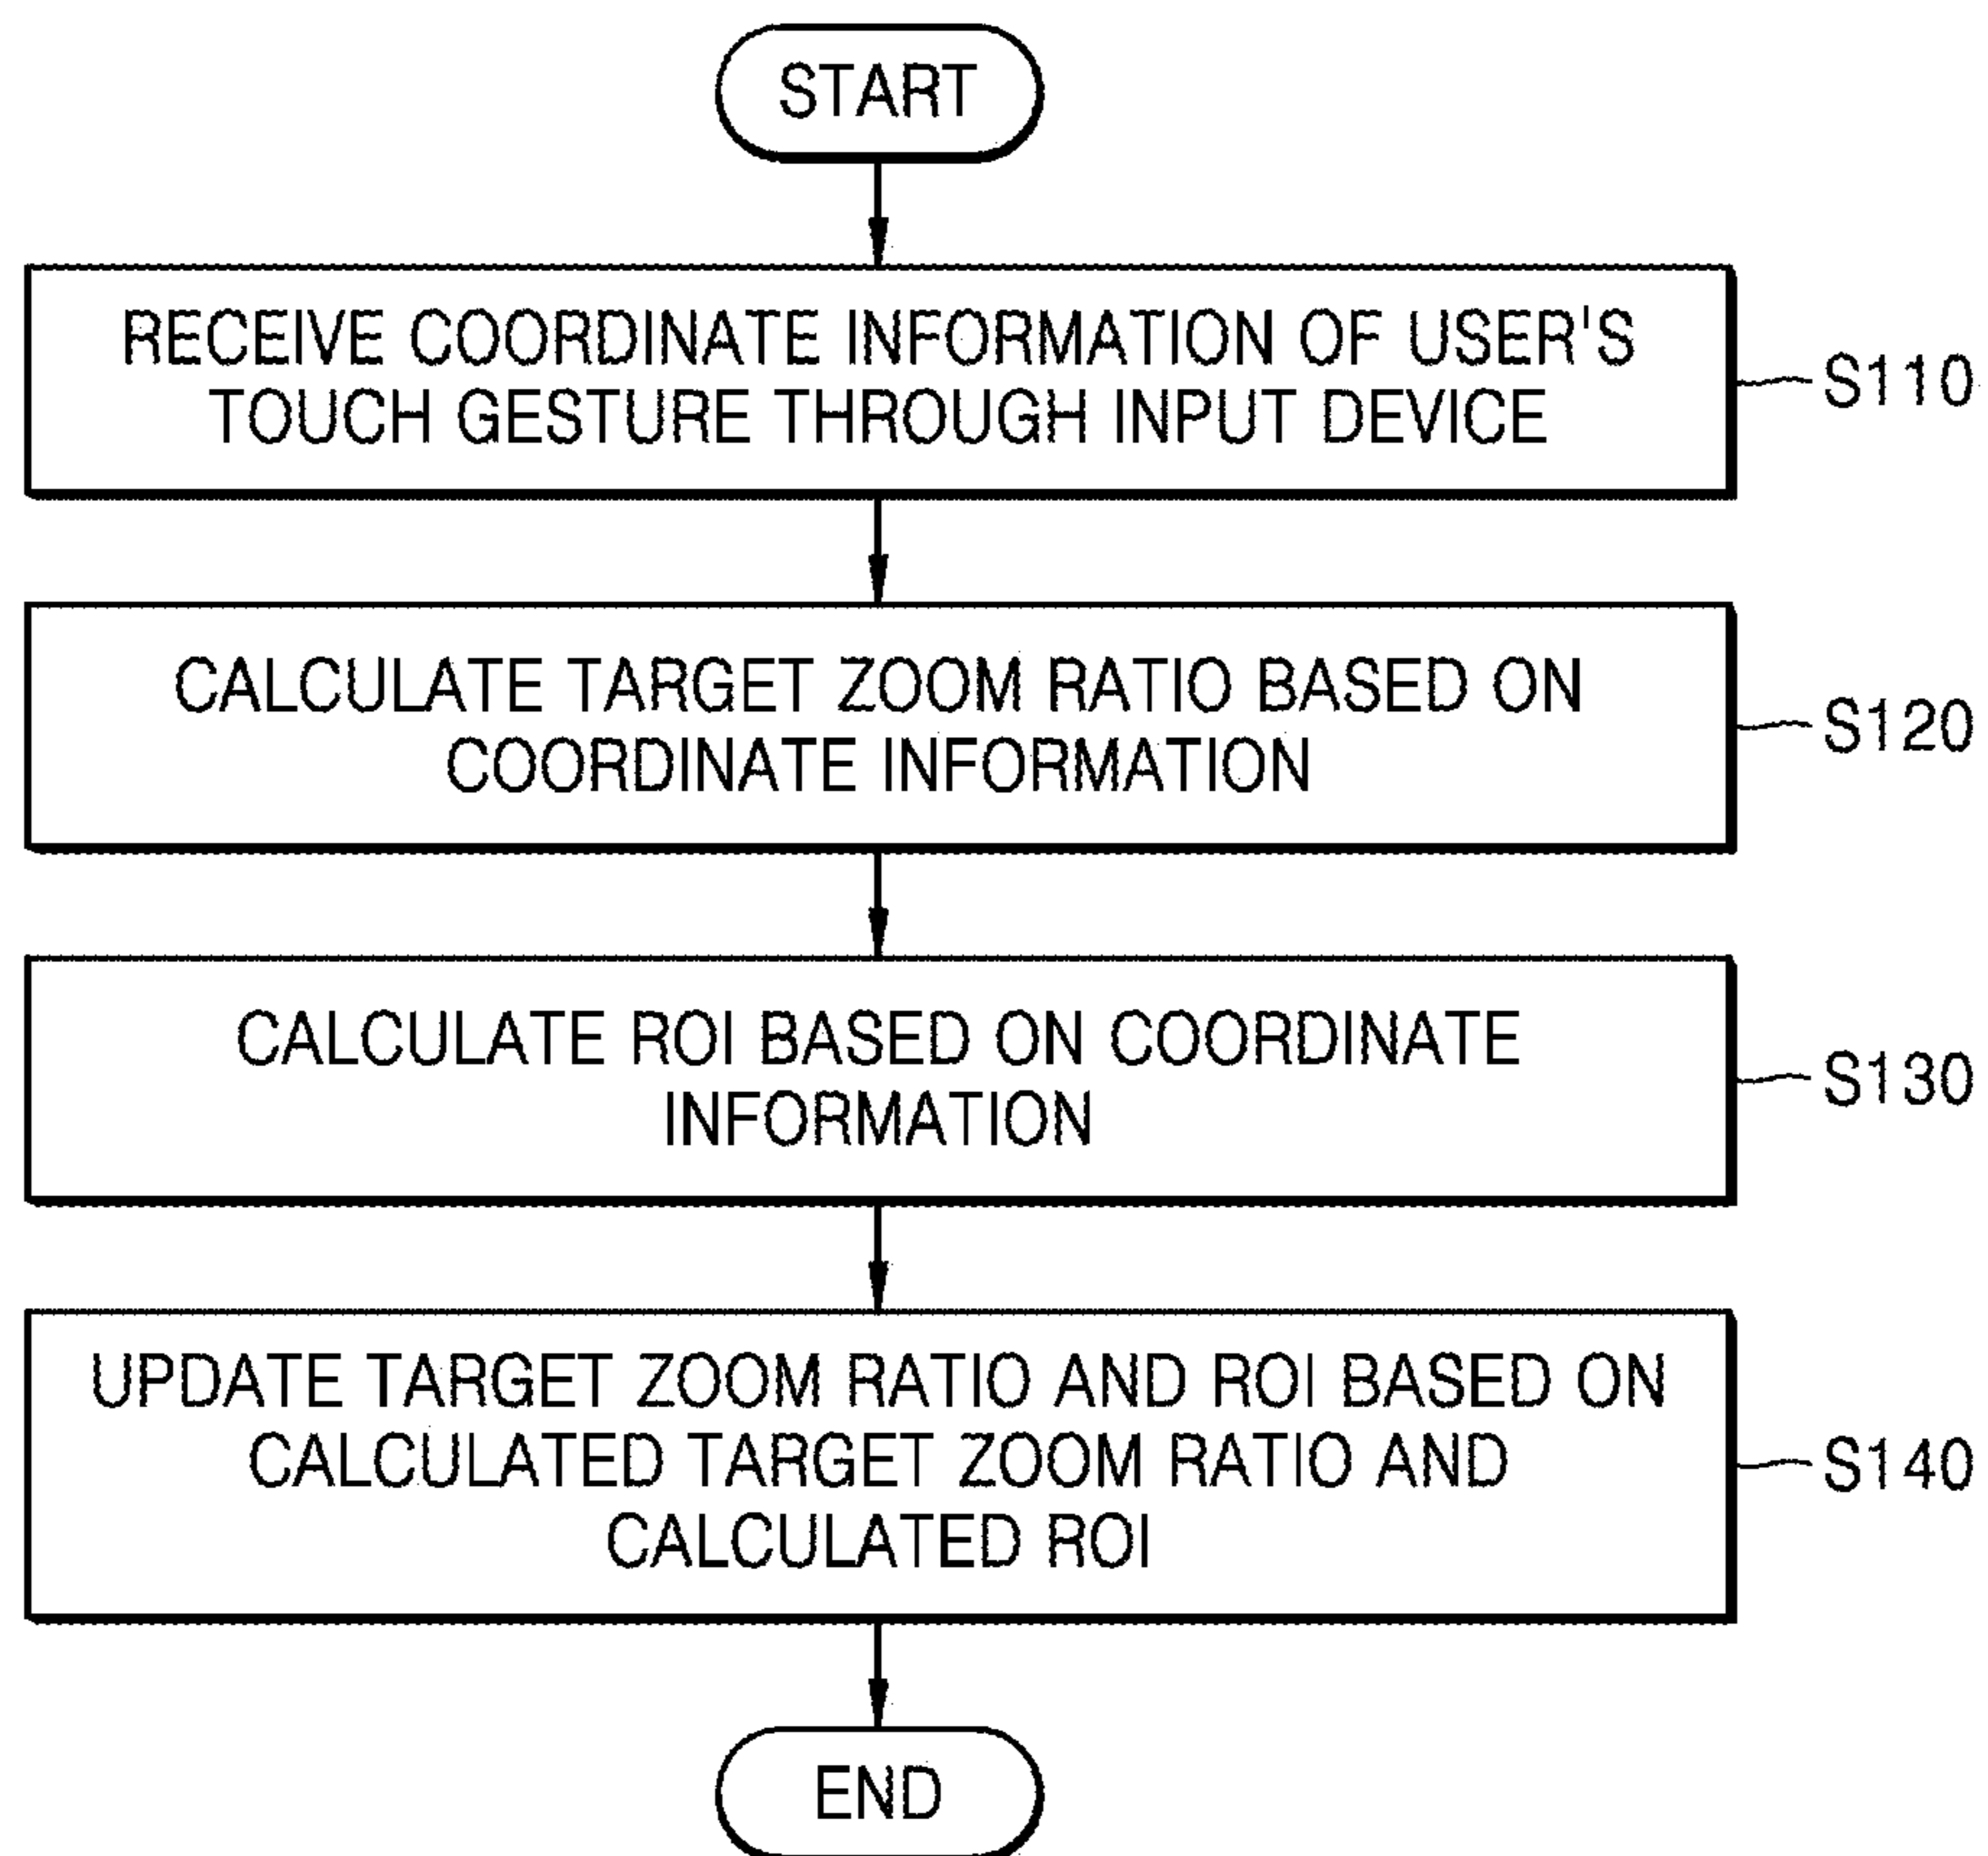 START
RECEIVE COORDINATE INFORMATION OF USER'S
TOUCH GESTURE THROUGH INPUT DEVICE
S110
CALCULATE TARGET ZOOM RATIO BASED ON
COORDINATE INFORMATION
S120
CALCULATE ROI BASED ON COORDINATE
INFORMATION
S130
UPDATE TARGET ZOOM RATIO AND ROI BASED ON
CALCULATED TARGET ZOOM RATIO AND
CALCULATED ROI
S140
END